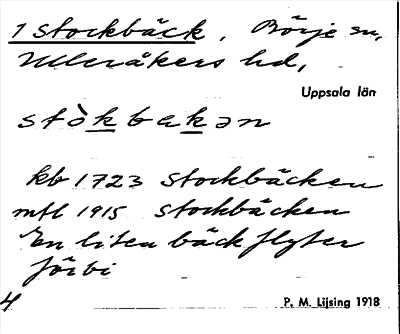 1 Stockbäck, Börje sn,
Ulleråkers hd,
Uppsala län
stòkbakən
kb 1723 Stockbäcken
mtl 1915 Stockbäcken
En liten bäck flyter
förbi
4
P. M. Lijsing 1918